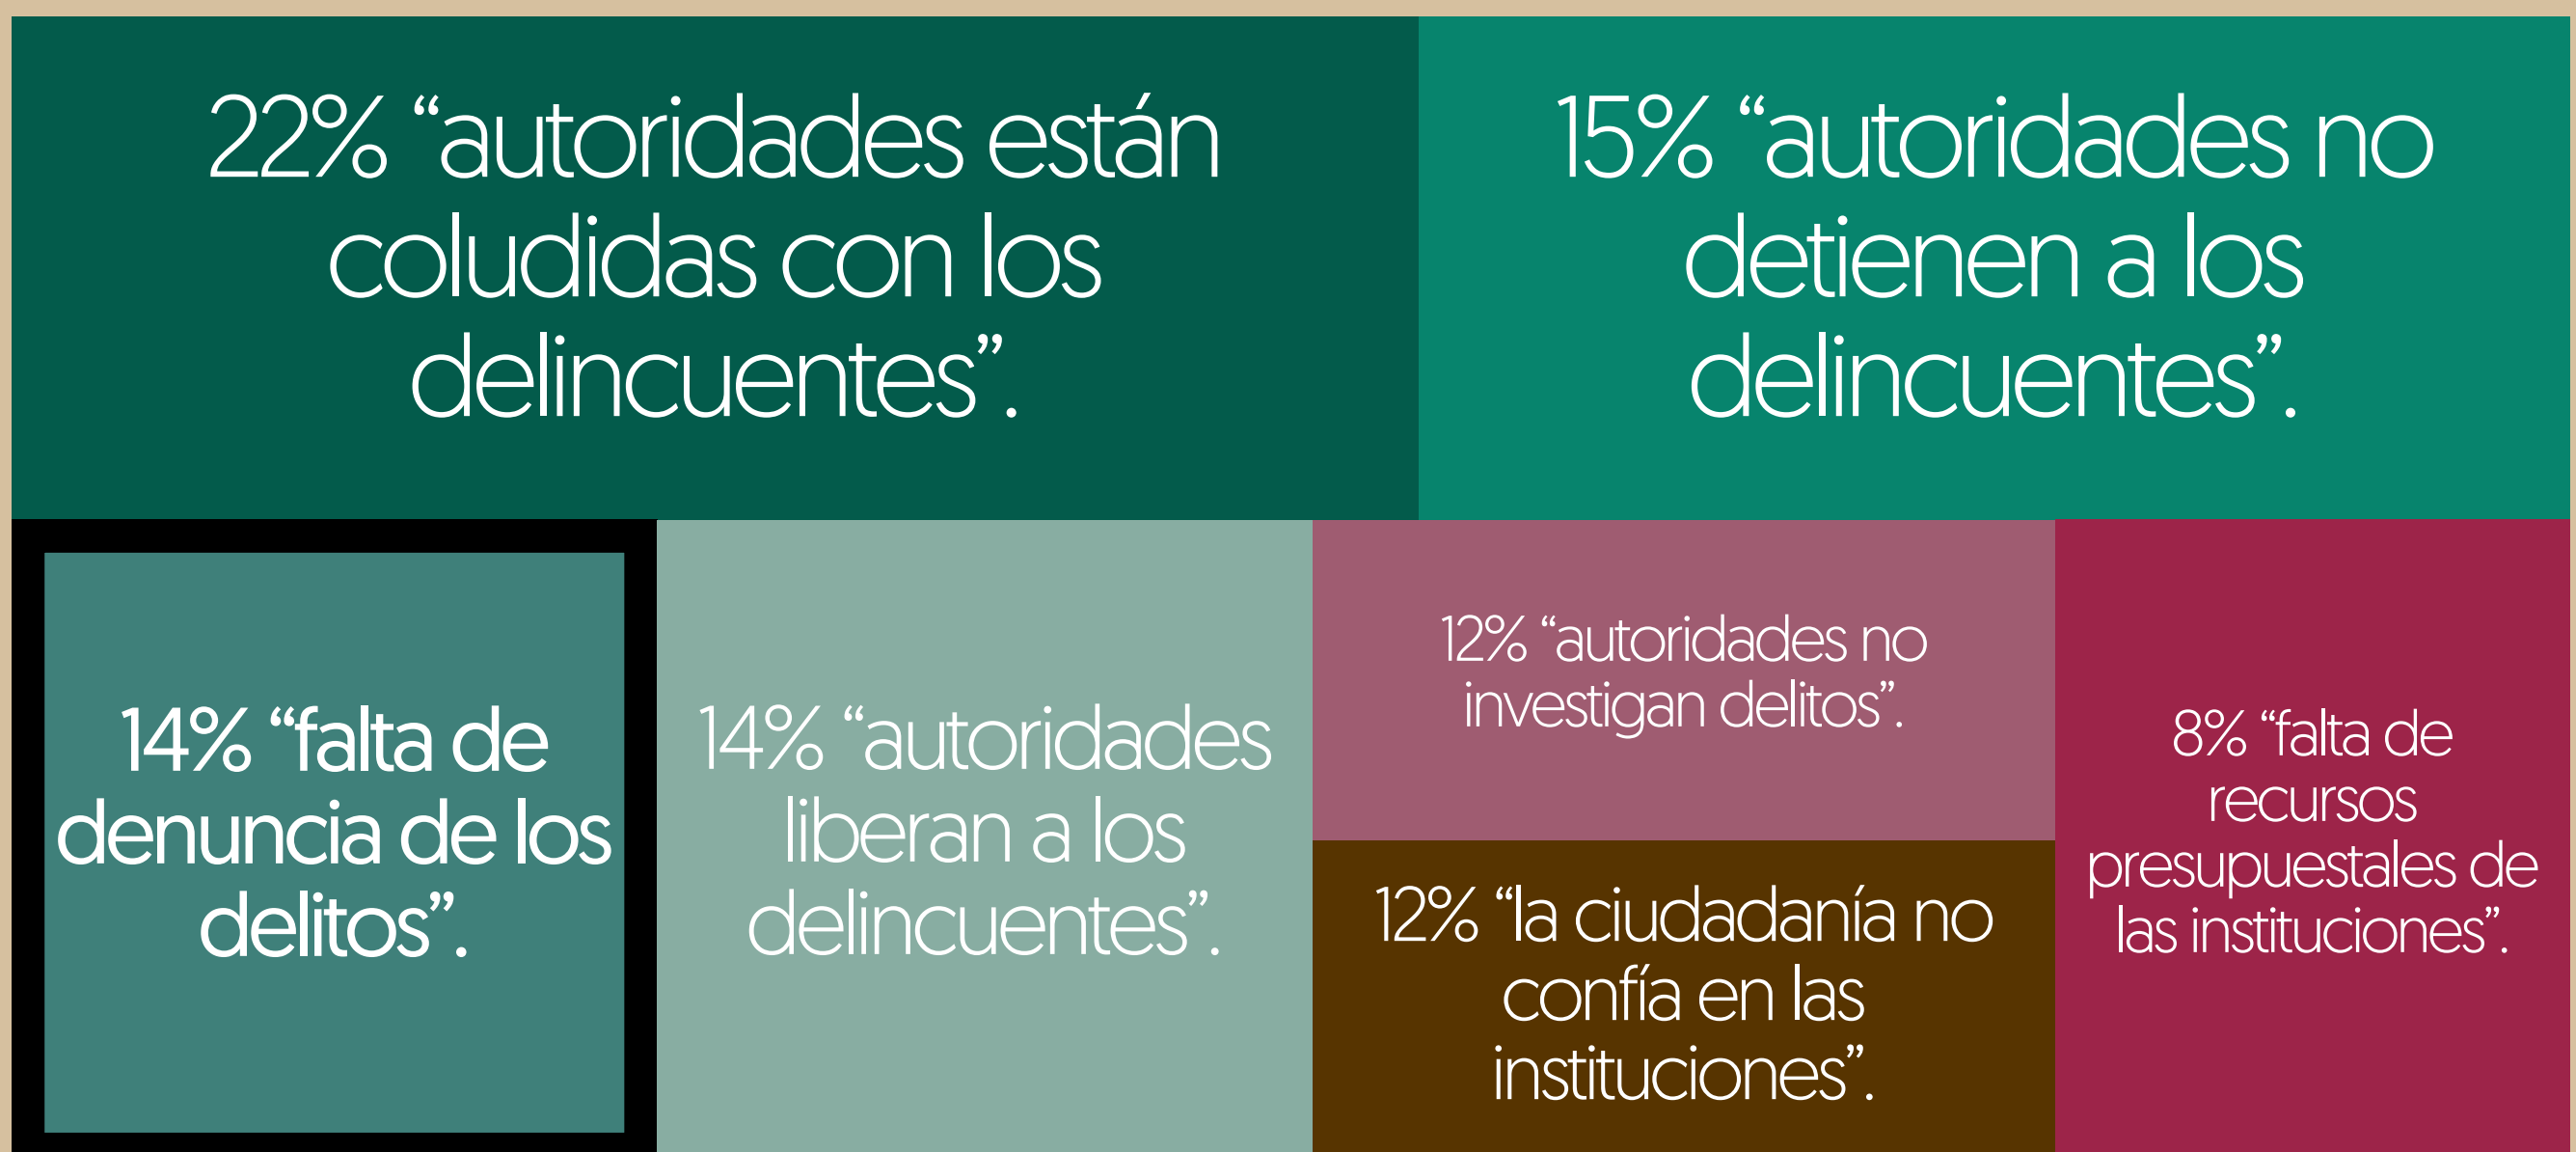 22% “autoridades están
coludidas con los
delincuentes”.
15% “autoridades no
detienen a los
delincuentes”.
14% “falta de
denuncia de los
delitos”.
14% “autoridades
liberan a los
delincuentes”.
12% “autoridades no
investigan delitos”.
12% “la ciudadanía no
confía en las
instituciones”.
8% “falta de
recursos
presupuestales de
las instituciones”.